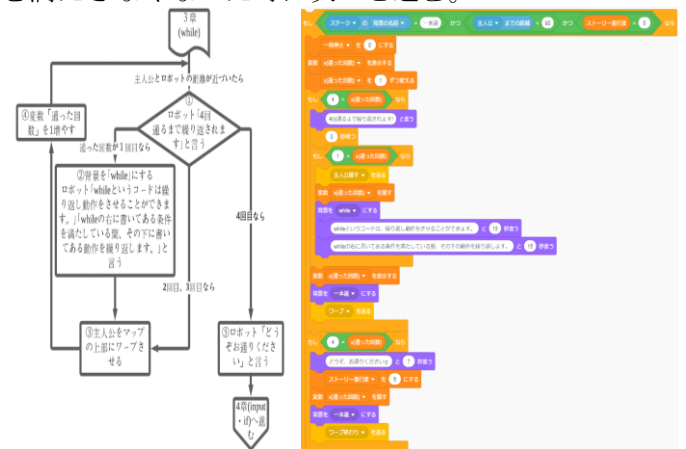 3章
(while)
主人公とロボットの距離が近づいたら
①
ロボット「4回
通るまで繰り返されま
す」と言う
④変数「通った回
数」を1増やす
通った回数が1回目なら
②背景を「while」にする
ロボット「whileというコードは繰
り返し動作をさせることができま
す。」「whileの右に書いてある条件
を満たしている間、その下に書い
てある動作を繰り返します。」と
言う
4回目なら
2回目、3回目なら
③主人公をマップ
の上部にワープさ
せる
⑤ロボット「どう
ぞお通りくださ
い」と言う
4章(input
・if)へ進
む
もし ステージ の 背景の名前 = 一本道 かつ 主人公 までの距離 < かつ ストーリー進行度 = 5 なら
一時停止 を 0 にする
変数 x(通った回数) を表示する
x(通った回数) を 1 ずつ変える
もし 4 > x(通った回数) なら
4回通るまで繰り返されます と言う
秒待つ
もし 1 = x(通った回数) なら
主人公隠す を送る
変数 x(通った回数) を隠す
背景を while にする
whileというコードは、繰り返し動作をさせることができます。 と 15 秒言う
whileの右に書いてある条件を満たしている間、その下の動作を繰り返します。 と 15 秒言う
変数 x(通った回数) を表示する
背景を 一本道 にする
ワープ を送る
もし 4 = x(通った回数) なら
どうぞ、お通りください と 秒言う
ストーリー進行度 を 6 にする
変数 x(通った回数) を隠す
背景を 一本道 にする
ワープ終わり を送る